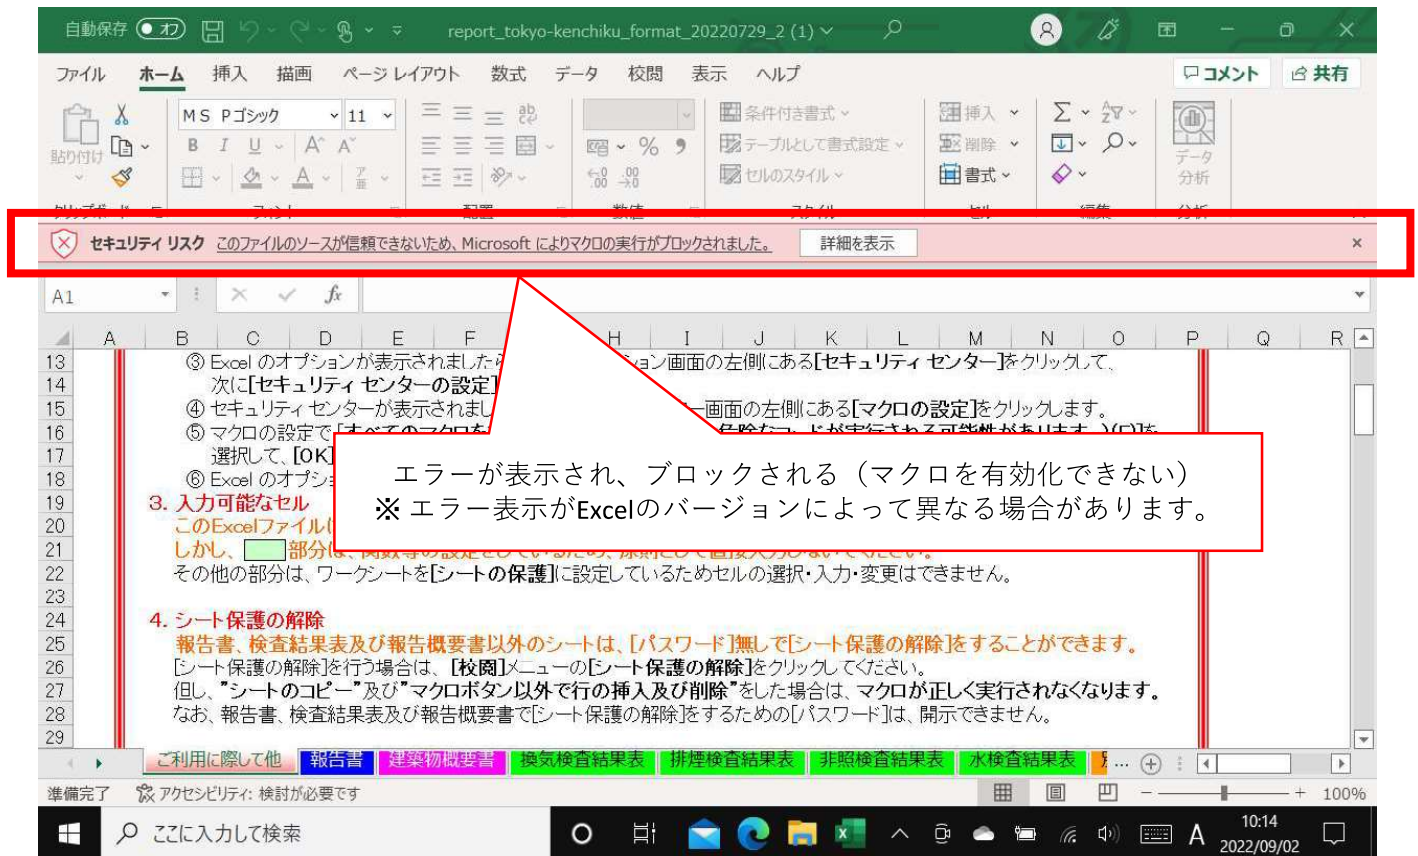 自動保存 オフ report_tokyo-kenchiku_format_20220729_2 (1) A
ファイル ホーム 挿入 描画 ページ レイアウト 数式 データ 校閲 表示 ヘルプ コメント 共有
MS Pゴシック 11 ab 条件付き書式 挿入
貼り付け B I U A A % テーブルとして書式設定 削除
A セルのスタイル 書式 データ分析
セキュリティ リスク このファイルのソースが信頼できないため、Microsoft によりマクロの実行がブロックされました。 詳細を表示 ×
A1 fx
A B C D E F H I J K L M N O P Q R
13 ③ Excel のオプションが表示されましたら 画面の左側にある[セキュリティ センター]をクリックして、
14 次に[セキュリティ センターの設定]
15 ④ セキュリティセンターが表示されまし 画面の左側にある[マクロの設定]をクリックします。
16 ⑤ マクロの設定で
17 選択して、[OK]
18 ⑥ Excel のオプシ
エラーが表示され、ブロックされる（マクロを有効化できない）
※ エラー表示がExcelのバージョンによって異なる場合があります。
19 3. 入力可能なセル
20 このExcelファイルに
21 しかし、 部分は、
22 その他の部分は、ワークシートを[シートの保護]に設定しているためセルの選択・入力・変更はできません。
23
24 4. シート保護の解除
25 報告書、検査結果表及び報告概要書以外のシートは、[パスワード]無しで[シート保護の解除]をすることができます。
26 [シート保護の解除]を行う場合は、[校閲]メニューの[シート保護の解除]をクリックしてください。
27 但し、"シートのコピー"及び"マクロボタン以外で行の挿入及び削除"をした場合は、マクロが正しく実行されなくなります。
28 なお、報告書、検査結果表及び報告概要書で[シート保護の解除]をするための[パスワード]は、開示できません。
29
ご利用に際して他 報告書 建築物概要書 換気検査結果表 排煙検査結果表 非照検査結果表 水検査結果表 ...
準備完了 アクセシビリティ: 検討が必要です 100%
ここに入力して検索 A 10:14
2022/09/02